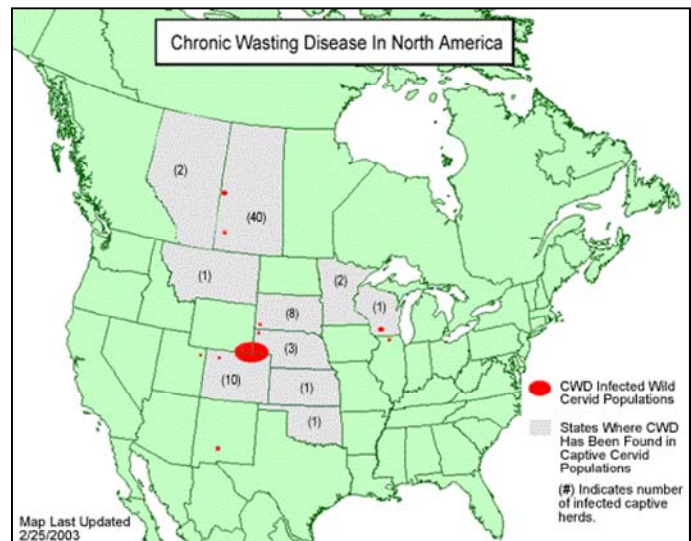 Chronic Wasting Disease In North America
(2)
(40)
(1)
(2)
(1)
(8)
(3)
(10)
(1)
(1)
CWD Infected Wild
Cervid Populations
States Where CWD
Has Been Found in
Captive Cervid
Populations
(#) Indicates number
of infected captive
herds.
Map Last Updated
2/25/2003